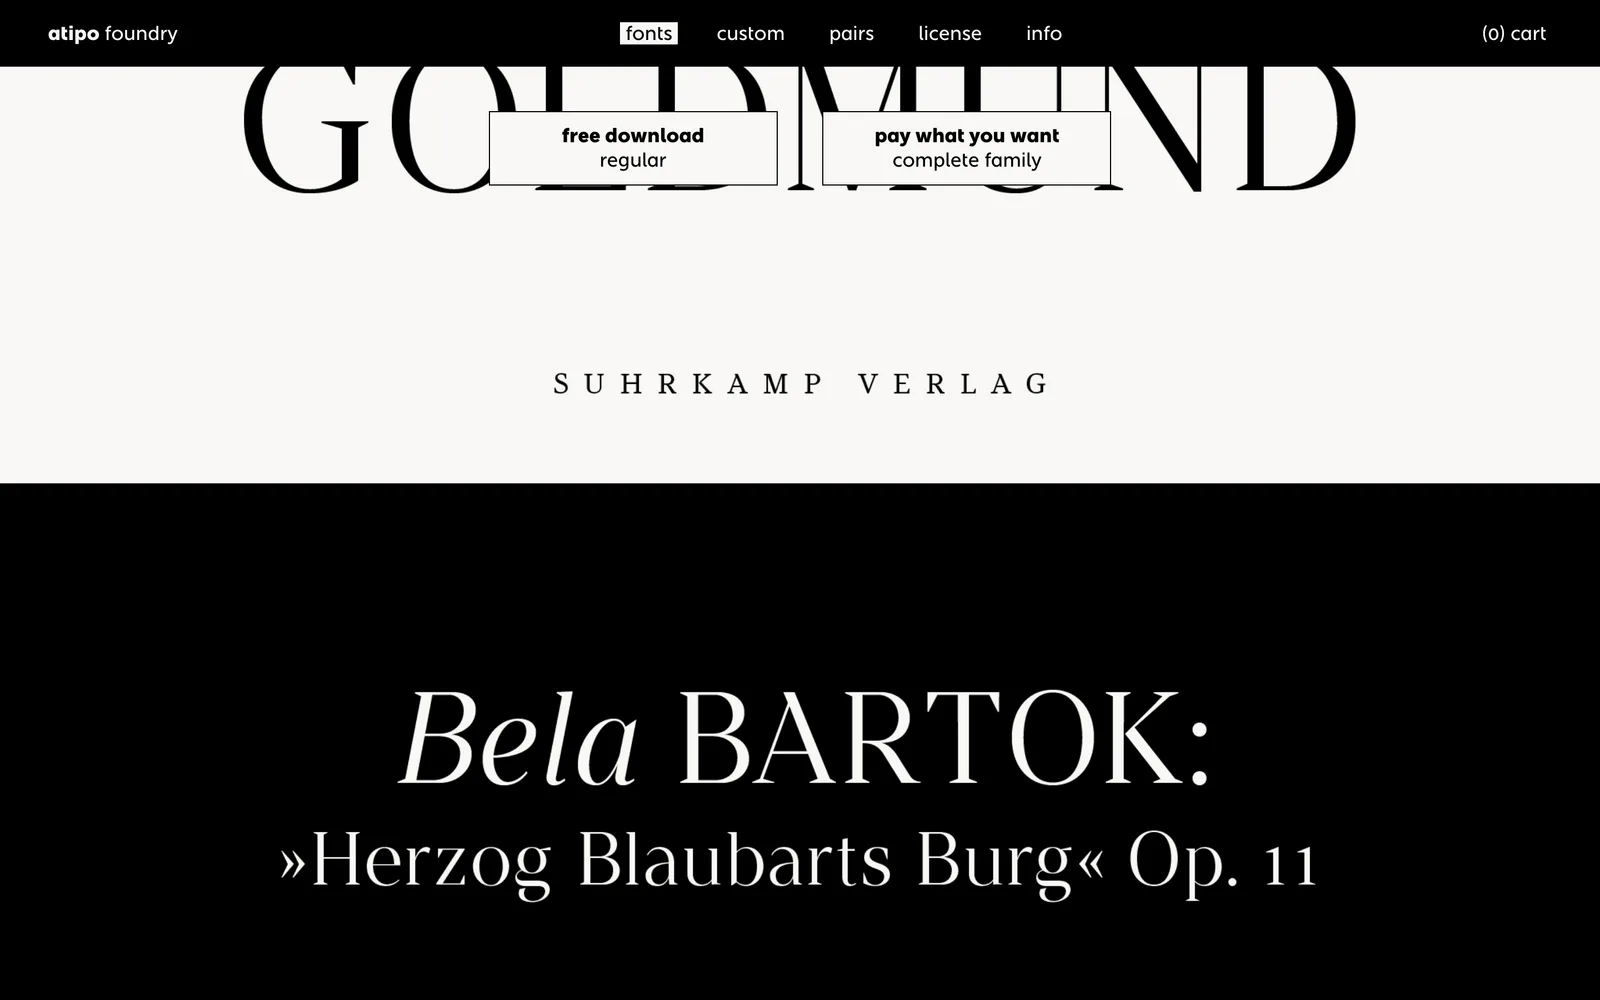 atipo foundry fonts custom pairs license info (0) cart
GOLDMUND
free download pay what you want
regular complete family
SUHRKAMP VERLAG
Bela BARTOK:
»Herzog Blaubarts Burg« Op. 11